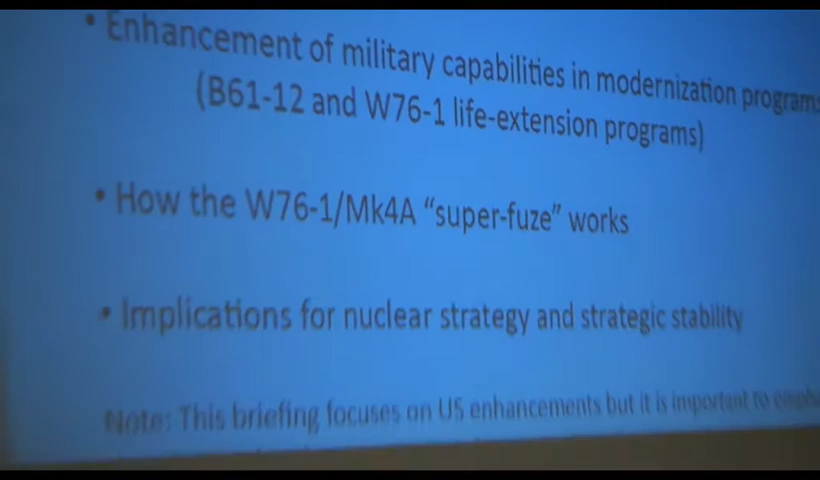 • Enhancement of military capabilities in modernization programs
(B61-12 and W76-1 life-extension programs)
• How the W76-1/Mk4A “super-fuze” works
• Implications for nuclear strategy and strategic stability
Note: This briefing focuses on US enhancements but it is important to